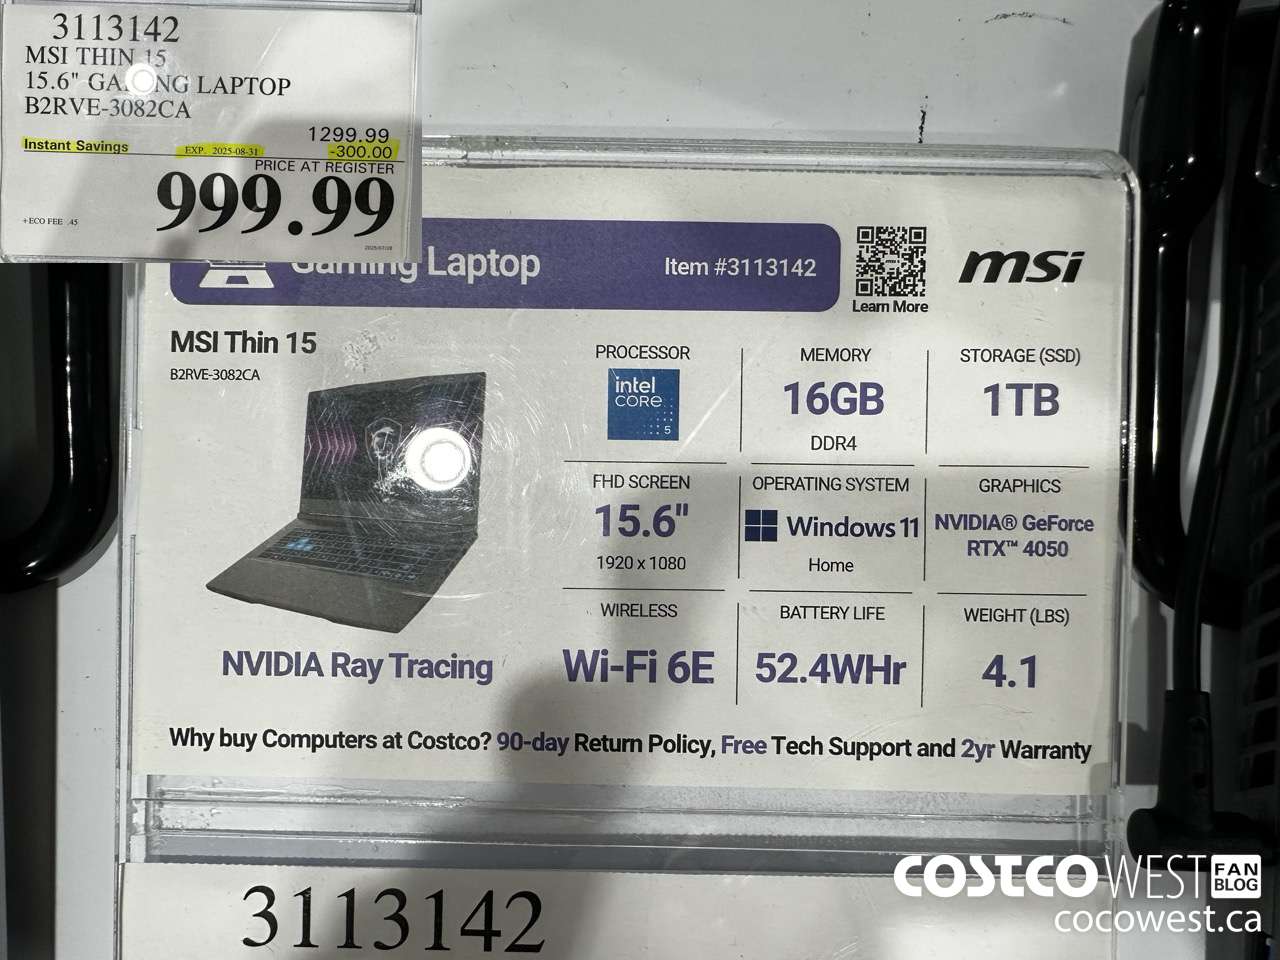 3113142
MSI THIN 15
15.6" GAMING LAPTOP
B2RVE-3082CA
1299.99
Instant Savings EXP. 2025-08-31 -300.00
PRICE AT REGISTER
999.99
+ECO FEE .45
2025/07/28
Gaming Laptop
Item #3113142
Learn More
msi
MSI Thin 15
B2RVE-3082CA
PROCESSOR
intel
CORE
5
MEMORY
16GB
DDR4
STORAGE (SSD)
1TB
FHD SCREEN
15.6"
1920 x 1080
OPERATING SYSTEM
Windows 11
Home
GRAPHICS
NVIDIA® GeForce
RTX™ 4050
NVIDIA Ray Tracing
WIRELESS
Wi-Fi 6E
BATTERY LIFE
52.4WHr
WEIGHT (LBS)
4.1
Why buy Computers at Costco? 90-day Return Policy, Free Tech Support and 2yr Warranty
3113142
COSTCO WEST FAN BLOG
cocowest.ca